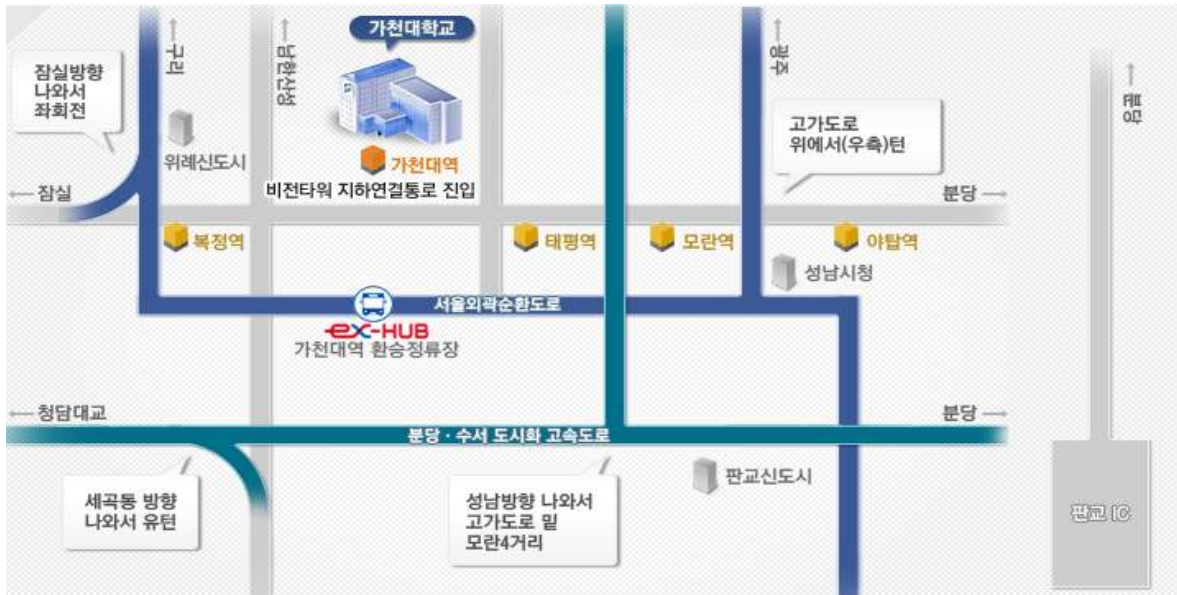 가천대학교
구리
남한산성
광주
분당
잠실방향
나와서
좌회전
고가도로
위에서(우측)턴
위례신도시
가천대역
비전타워 지하연결통로 진입
← 잠실
분당 →
복정역
태평역
모란역
야탑역
성남시청
서울외곽순환도로
ex-HUB
가천대역 환승정류장
← 청담대교
분당 →
분당 · 수서 도시화 고속도로
세곡동 방향
나와서 유턴
성남방향 나와서
고가도로 밑
모란4거리
판교신도시
판교 IC